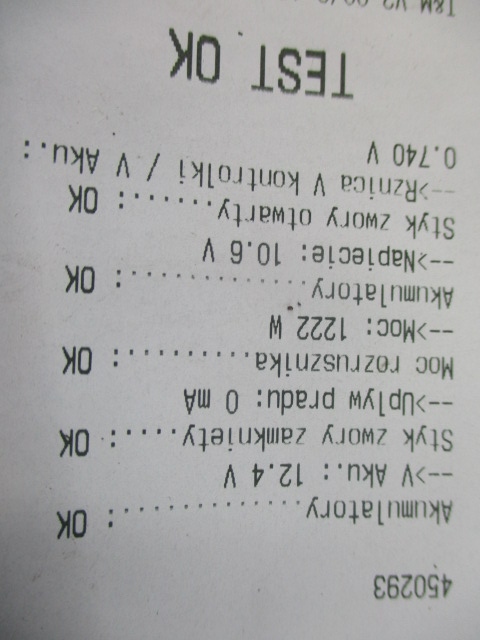 450293
Akumulatory..............: OK
-->V Aku.: 12.4 V
Styk zwory zamkniety.....: OK
-->Uplyw pradu: 0 mA
Moc rozrusznika..........: OK
-->Moc: 1222 W
Akumulatory..............: OK
-->Napiecie: 10.6 V
Styk zwory otwarty.......: OK
-->Rznica V kontrolki / V Aku.:
0.740 V
TEST OK